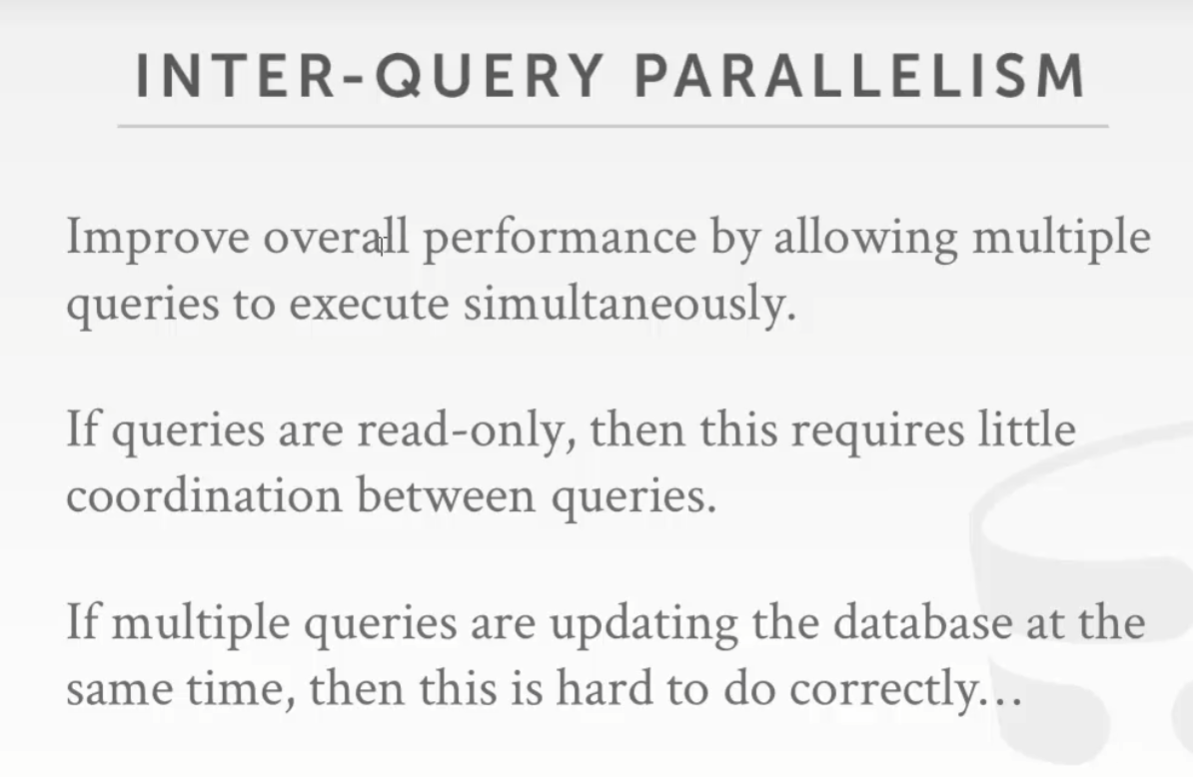 INTER-QUERY PARALLELISM
Improve overall performance by allowing multiple
queries to execute simultaneously.
If queries are read-only, then this requires little
coordination between queries.
If multiple queries are updating the database at the
same time, then this is hard to do correctly…